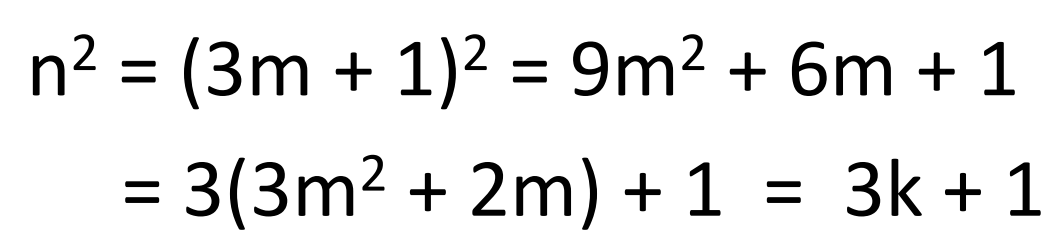 n² = (3m + 1)² = 9m² + 6m + 1
= 3(3m² + 2m) + 1 = 3k + 1